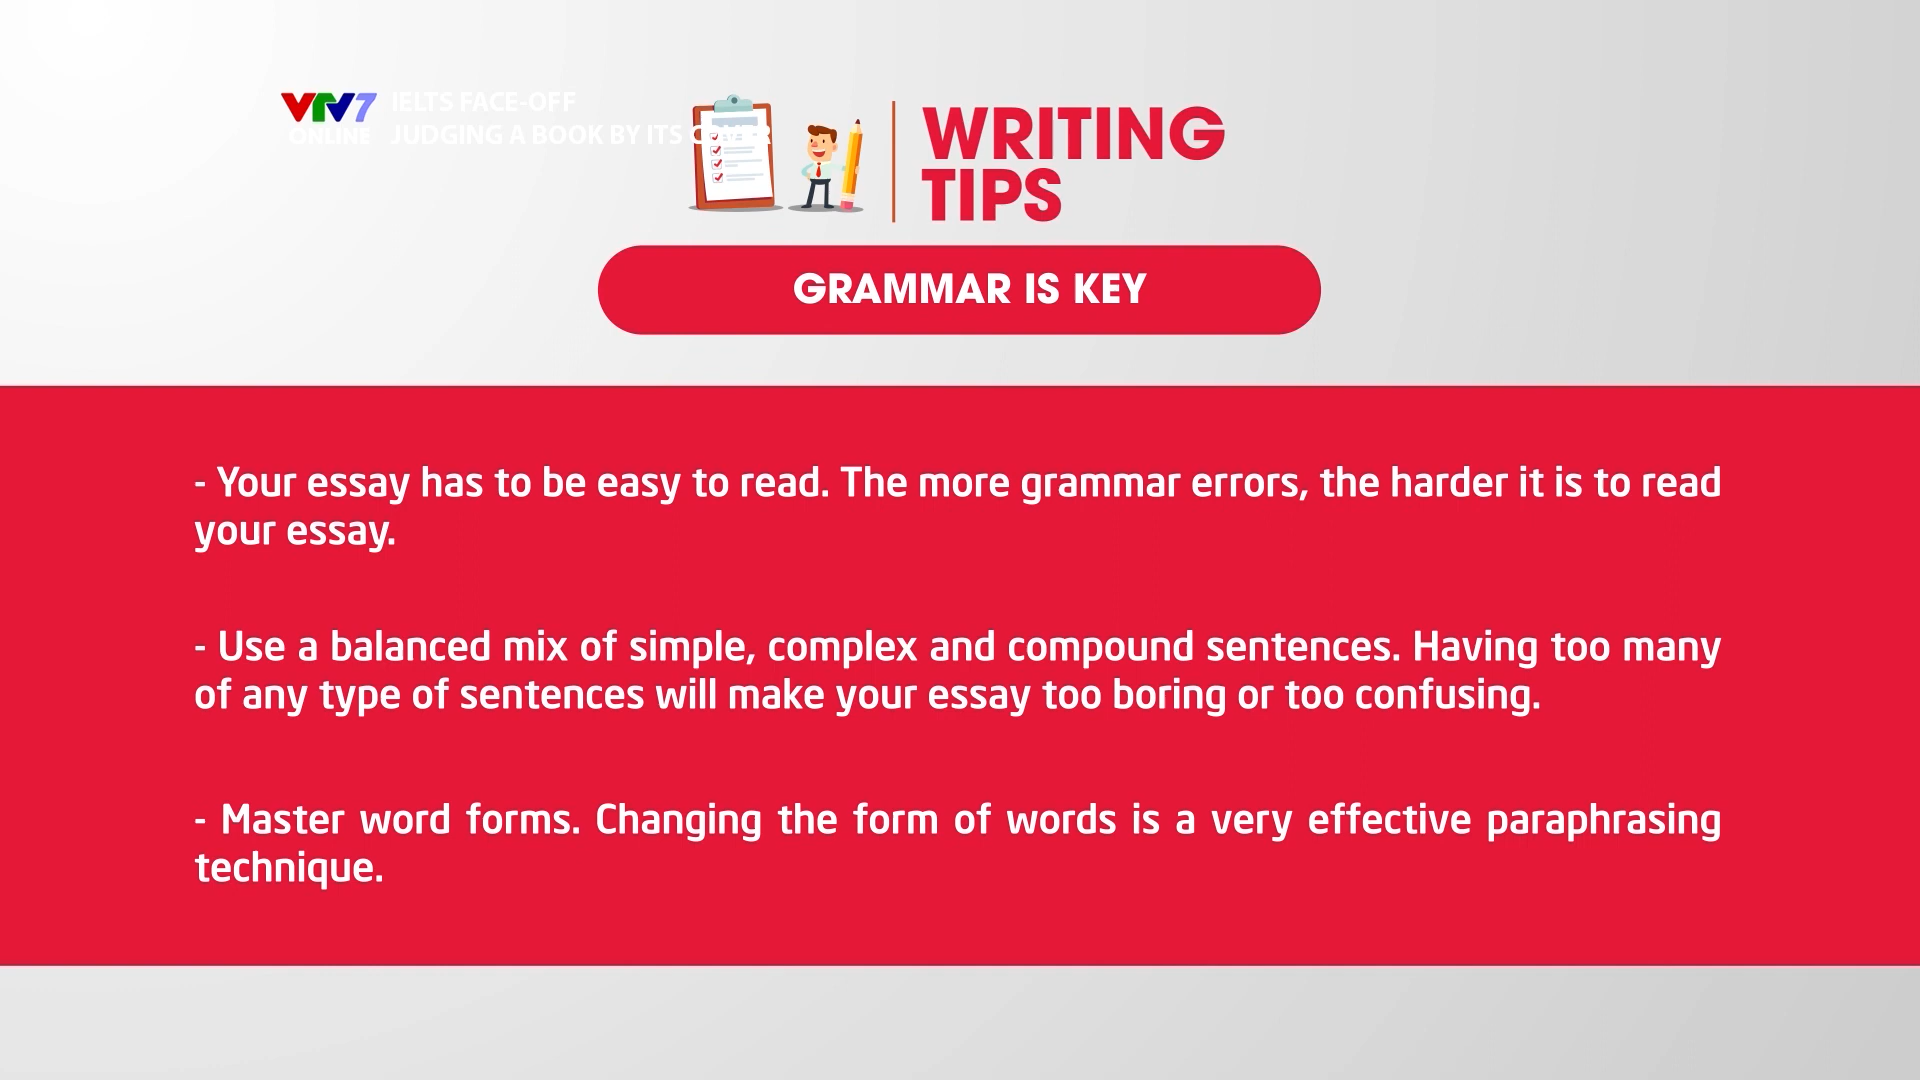 VTV7 IELTS FACE-OFF
ONLINE JUDGING A BOOK BY ITS COVER
WRITING
TIPS
GRAMMAR IS KEY
- Your essay has to be easy to read. The more grammar errors, the harder it is to read
your essay.
- Use a balanced mix of simple, complex and compound sentences. Having too many
of any type of sentences will make your essay too boring or too confusing.
- Master word forms. Changing the form of words is a very effective paraphrasing
technique.